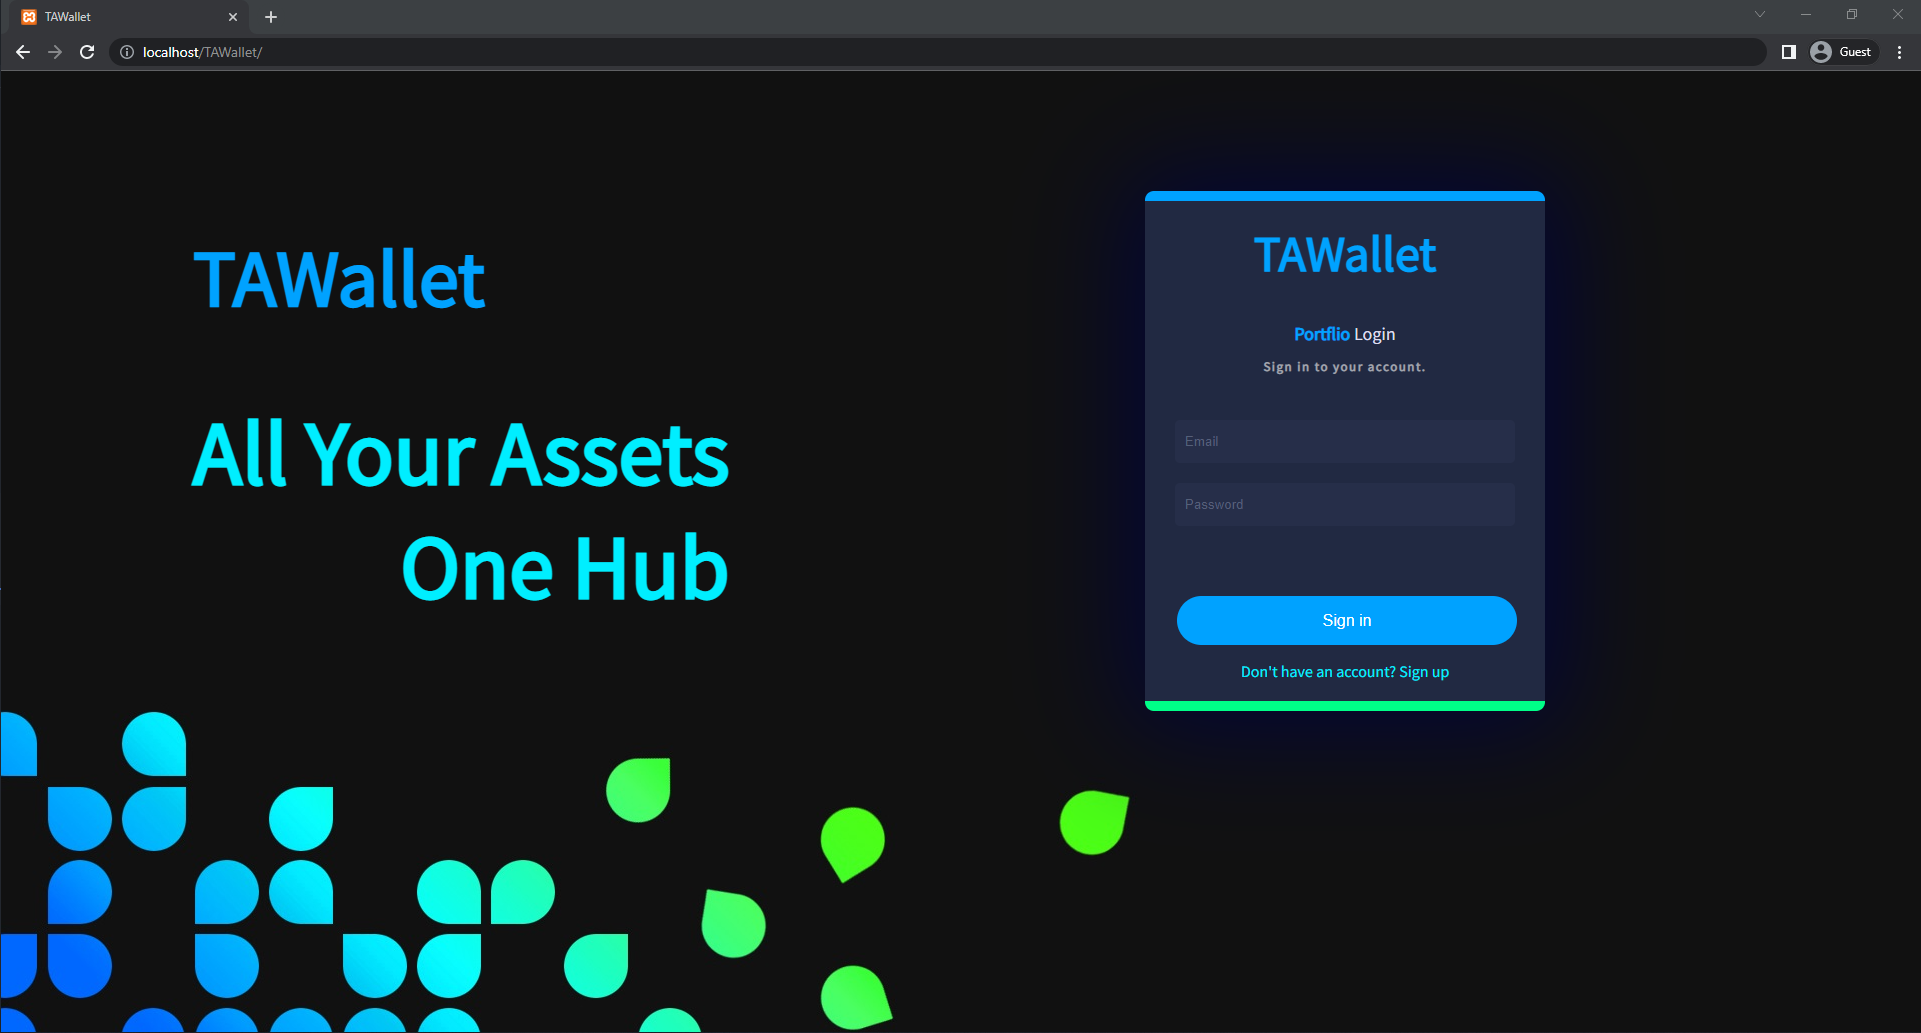 TAWallet
localhost/TAWallet/
Guest
TAWallet
All Your Assets
One Hub
TAWallet
Portflio Login
Sign in to your account.
Email
Password
Sign in
Don't have an account? Sign up